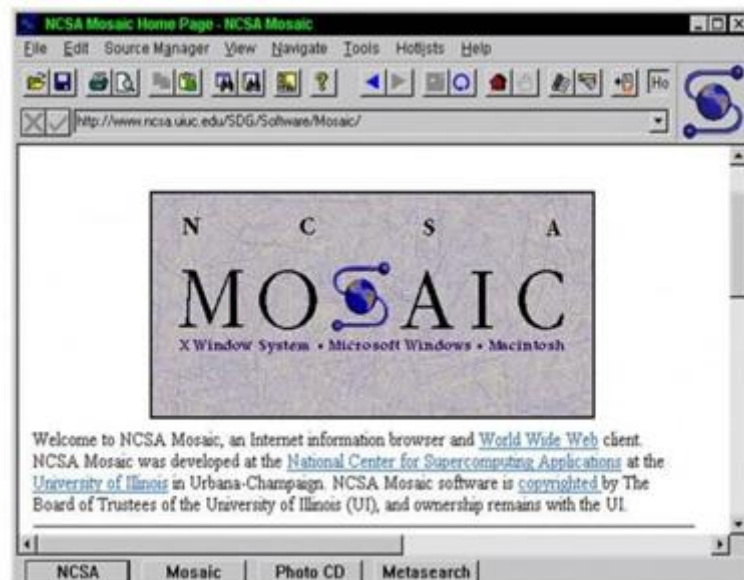 NCSA Mosaic Home Page - NCSA Mosaic
File Edit Source Manager View Navigate Tools Hotlists Help
Ho
http://www.ncsa.uiuc.edu/SDG/Software/Mosaic/
N C S A
MOSAIC
X Window System • Microsoft Windows • Macintosh
Welcome to NCSA Mosaic, an Internet information browser and World Wide Web client.
NCSA Mosaic was developed at the National Center for Supercomputing Applications at the
University of Illinois in Urbana-Champaign. NCSA Mosaic software is copyrighted by The
Board of Trustees of the University of Illinois (UI), and ownership remains with the UI.
NCSA Mosaic Photo CD Metasearch